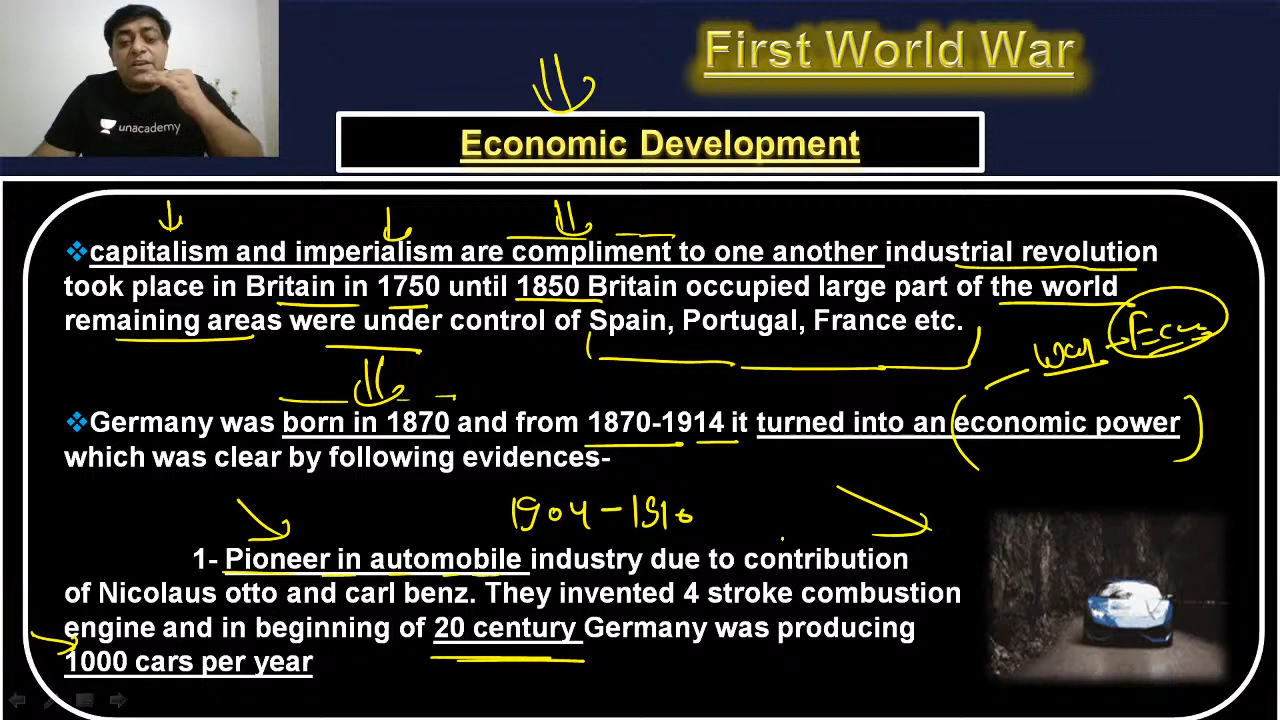 First World War
unacademy
Economic Development
capitalism and imperialism are compliment to one another industrial revolution
took place in Britain in 1750 until 1850 Britain occupied large part of the world
remaining areas were under control of Spain, Portugal, France etc.
War
Germany was born in 1870 and from 1870-1914 it turned into an economic power
which was clear by following evidences-
1- Pioneer in automobile industry due to contribution
of Nicolaus otto and carl benz. They invented 4 stroke combustion
engine and in beginning of 20 century Germany was producing
1000 cars per year